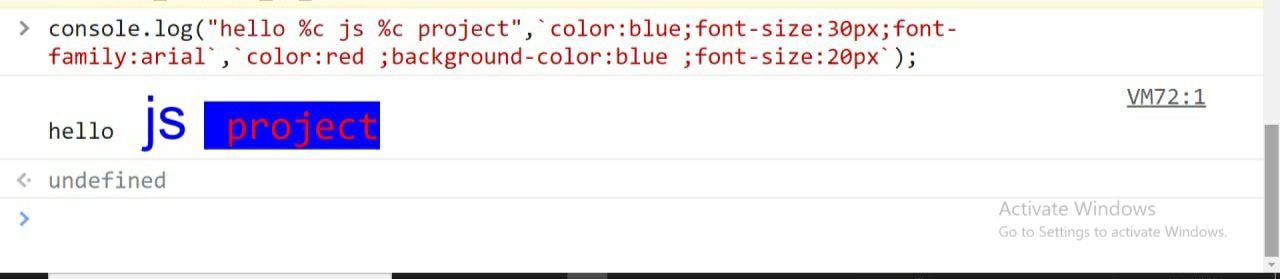 > console.log("hello %c js %c project",`color:blue;font-size:30px;font-
family:arial`,`color:red ;background-color:blue ;font-size:20px`);
VM72:1
hello js project
undefined
>
Activate Windows
Go to Settings to activate Windows.